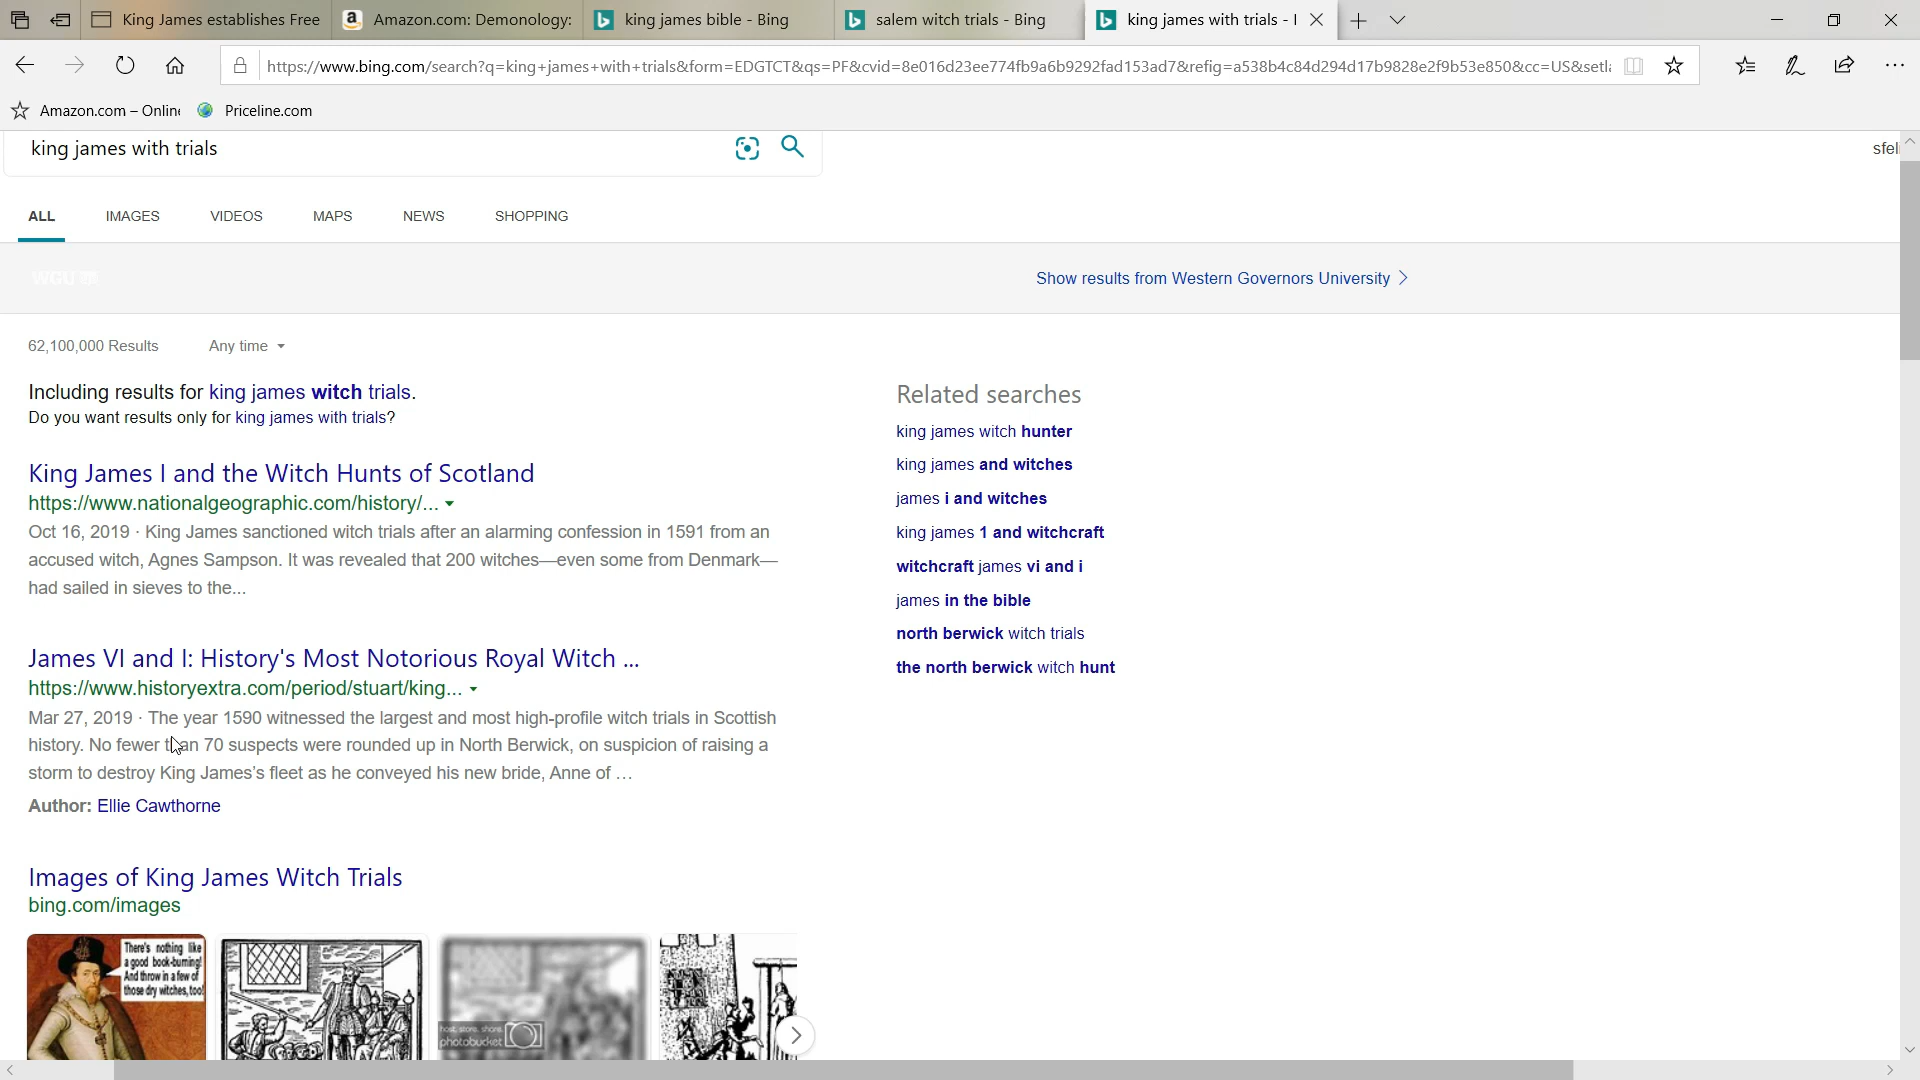 King James establishes Free
Amazon.com: Demonology:
king james bible - Bing
salem witch trials - Bing
king james with trials - I
https://www.bing.com/search?q=king+james+with+trials&form=EDGTCT&qs=PF&cvid=8e016d23ee774fb9a6b9292fad153ad7&refig=a538b4c84d294d17b9828e2f9b53e850&cc=US&setl
Amazon.com – Online
Priceline.com
king james with trials
sfel
ALL IMAGES VIDEOS MAPS NEWS SHOPPING
WGU
Show results from Western Governors University
62,100,000 Results Any time
Including results for king james witch trials.
Do you want results only for king james with trials?
King James I and the Witch Hunts of Scotland
https://www.nationalgeographic.com/history/...
Oct 16, 2019 · King James sanctioned witch trials after an alarming confession in 1591 from an
accused witch, Agnes Sampson. It was revealed that 200 witches—even some from Denmark—
had sailed in sieves to the...
James VI and I: History's Most Notorious Royal Witch ...
https://www.historyextra.com/period/stuart/king...
Mar 27, 2019 · The year 1590 witnessed the largest and most high-profile witch trials in Scottish
history. No fewer than 70 suspects were rounded up in North Berwick, on suspicion of raising a
storm to destroy King James's fleet as he conveyed his new bride, Anne of …
Author: Ellie Cawthorne
Images of King James Witch Trials
bing.com/images
There's nothing like
a good book-burning!
And throw in a few of
those dry witches, too!
host. store. share.
photobucket
Related searches
king james witch hunter
king james and witches
james i and witches
king james 1 and witchcraft
witchcraft james vi and i
james in the bible
north berwick witch trials
the north berwick witch hunt